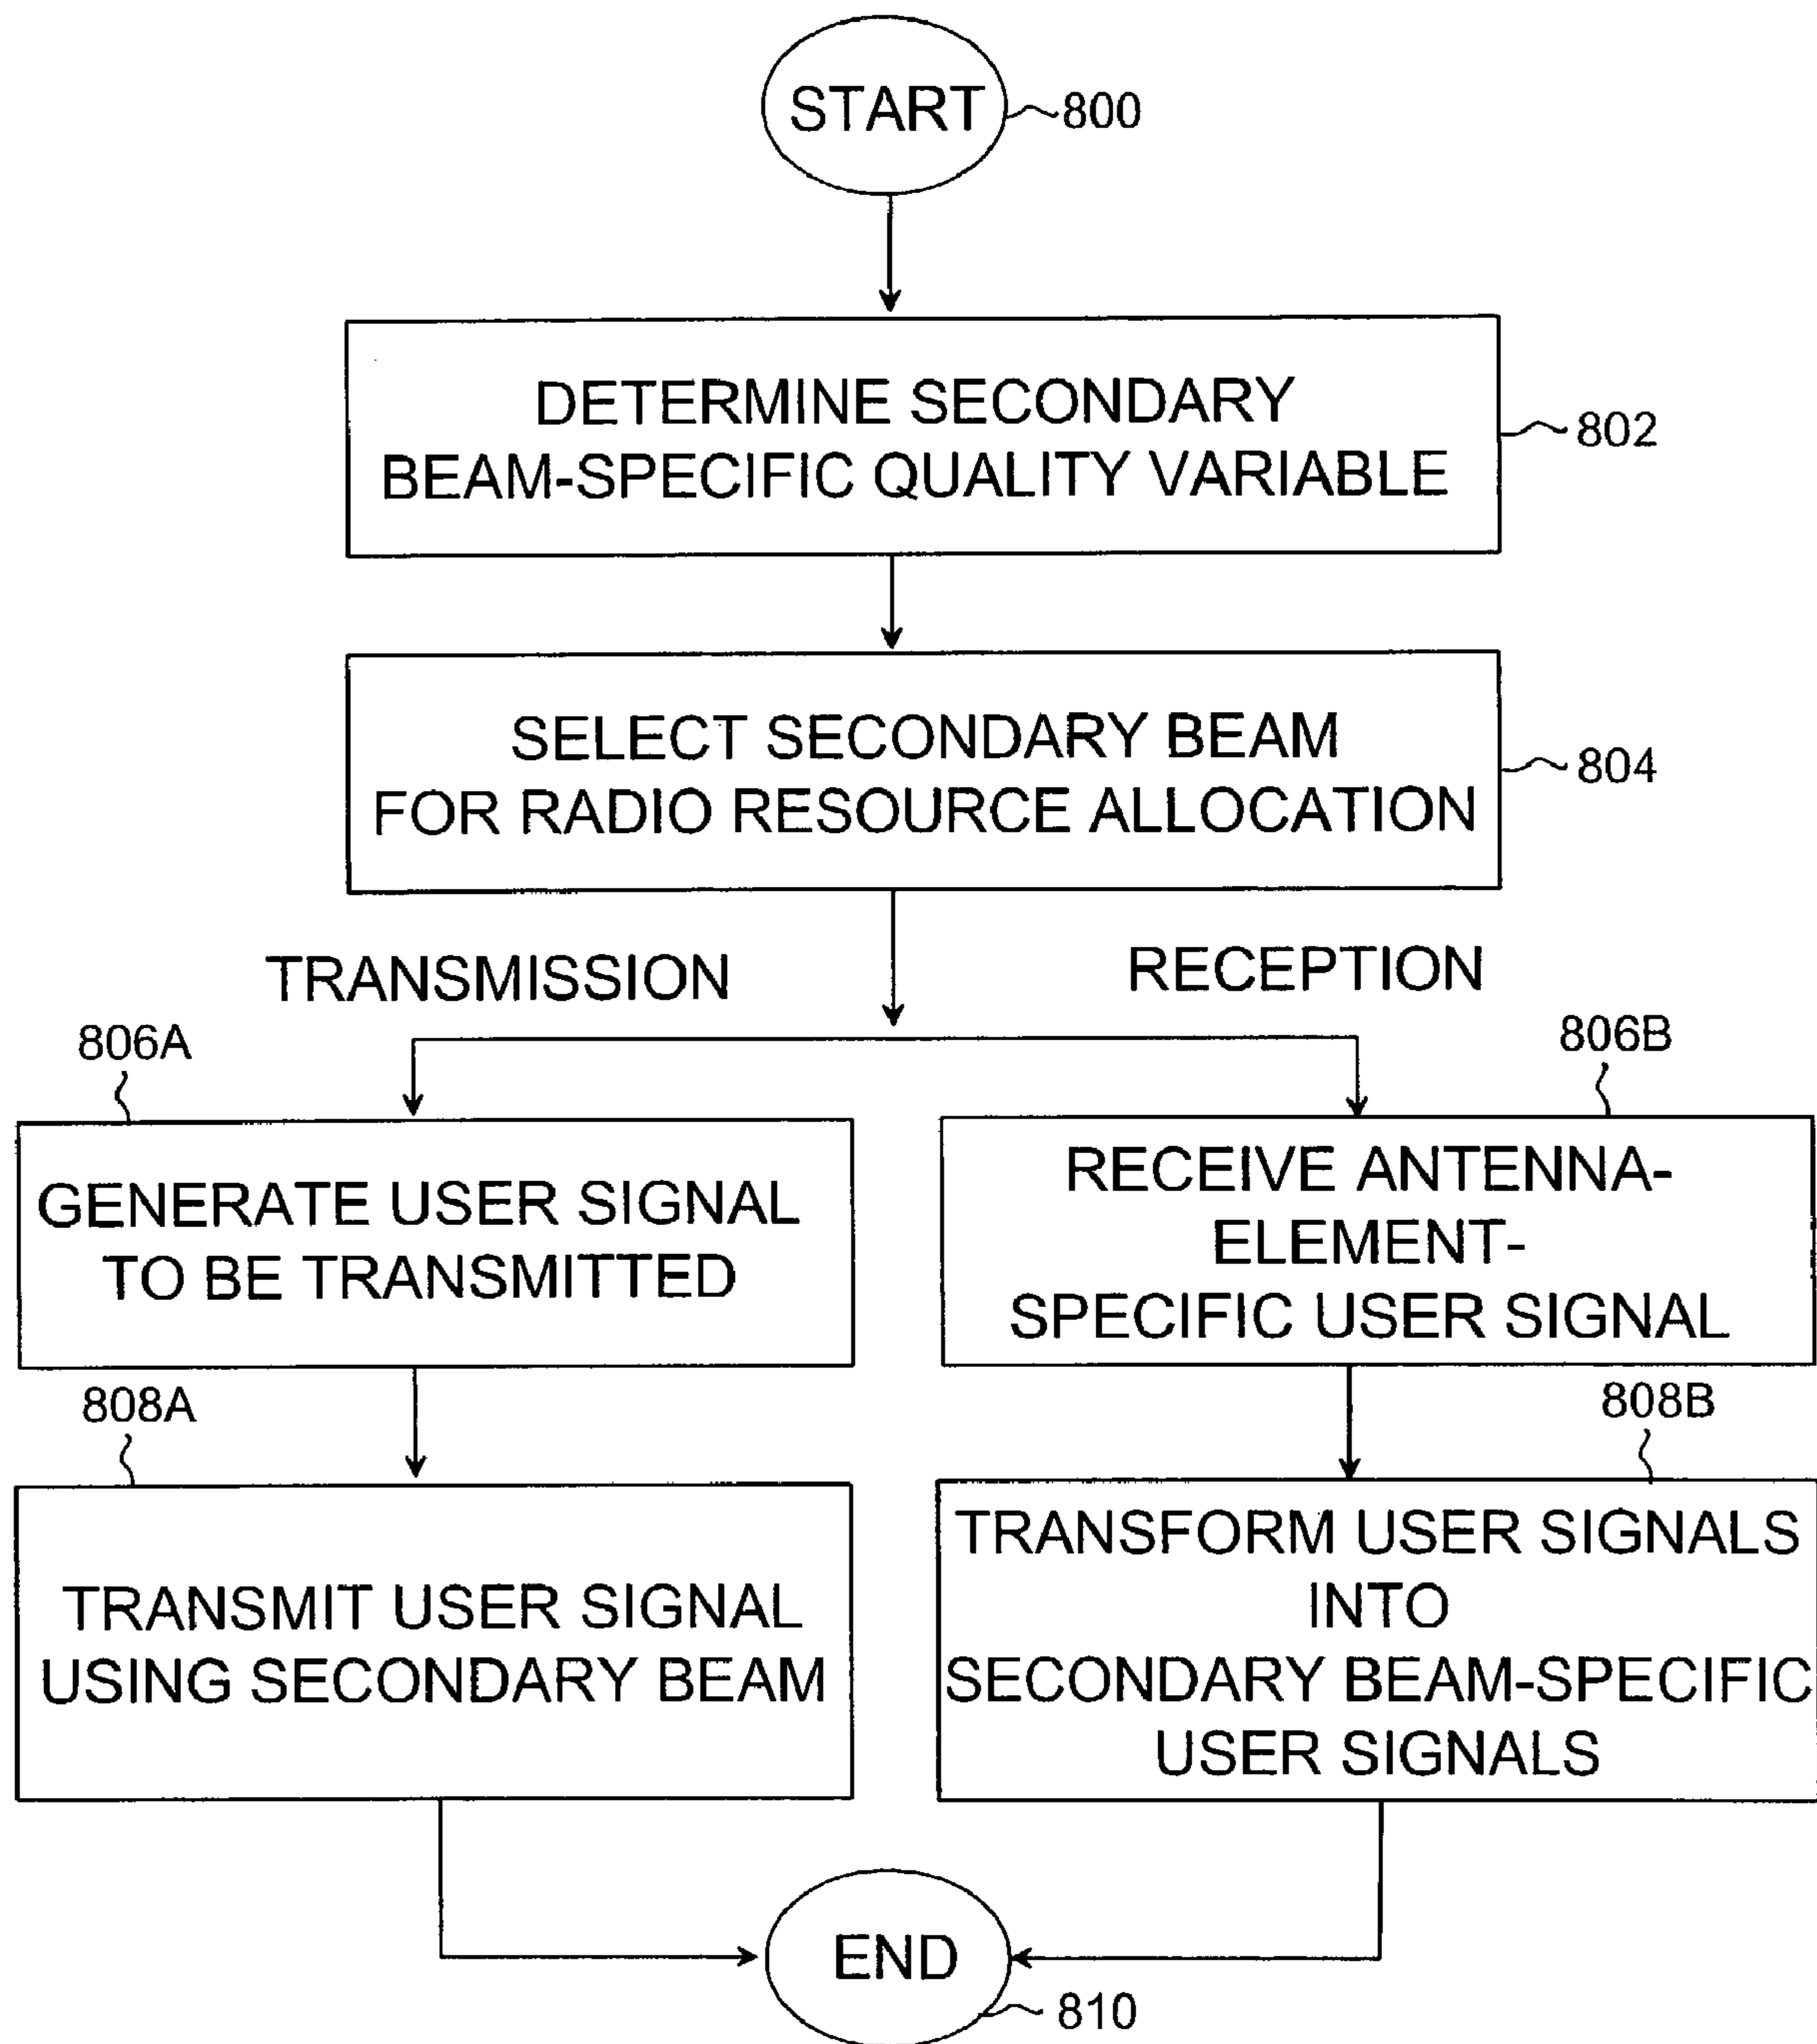 START
800
DETERMINE SECONDARY
BEAM-SPECIFIC QUALITY VARIABLE
802
SELECT SECONDARY BEAM
FOR RADIO RESOURCE ALLOCATION
804
TRANSMISSION
RECEPTION
806A
806B
GENERATE USER SIGNAL
TO BE TRANSMITTED
RECEIVE ANTENNA-
ELEMENT-
SPECIFIC USER SIGNAL
808A
808B
TRANSMIT USER SIGNAL
USING SECONDARY BEAM
TRANSFORM USER SIGNALS
INTO
SECONDARY BEAM-SPECIFIC
USER SIGNALS
END
810